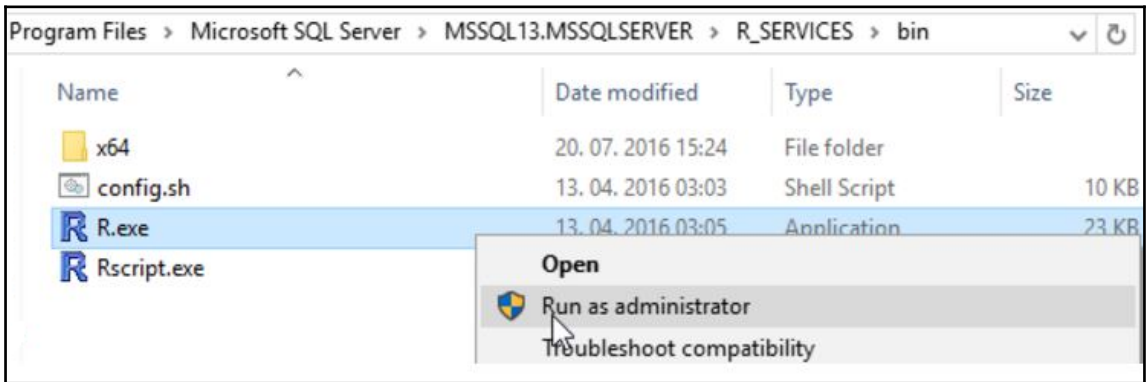 Program Files > Microsoft SQL Server > MSSQL13.MSSQLSERVER > R_SERVICES > bin
Name Date modified Type Size
x64 20. 07. 2016 15:24 File folder
config.sh 13. 04. 2016 03:03 Shell Script 10 KB
R.exe 13. 04. 2016 03:05 Application 23 KB
Rscript.exe
Open
Run as administrator
Troubleshoot compatibility